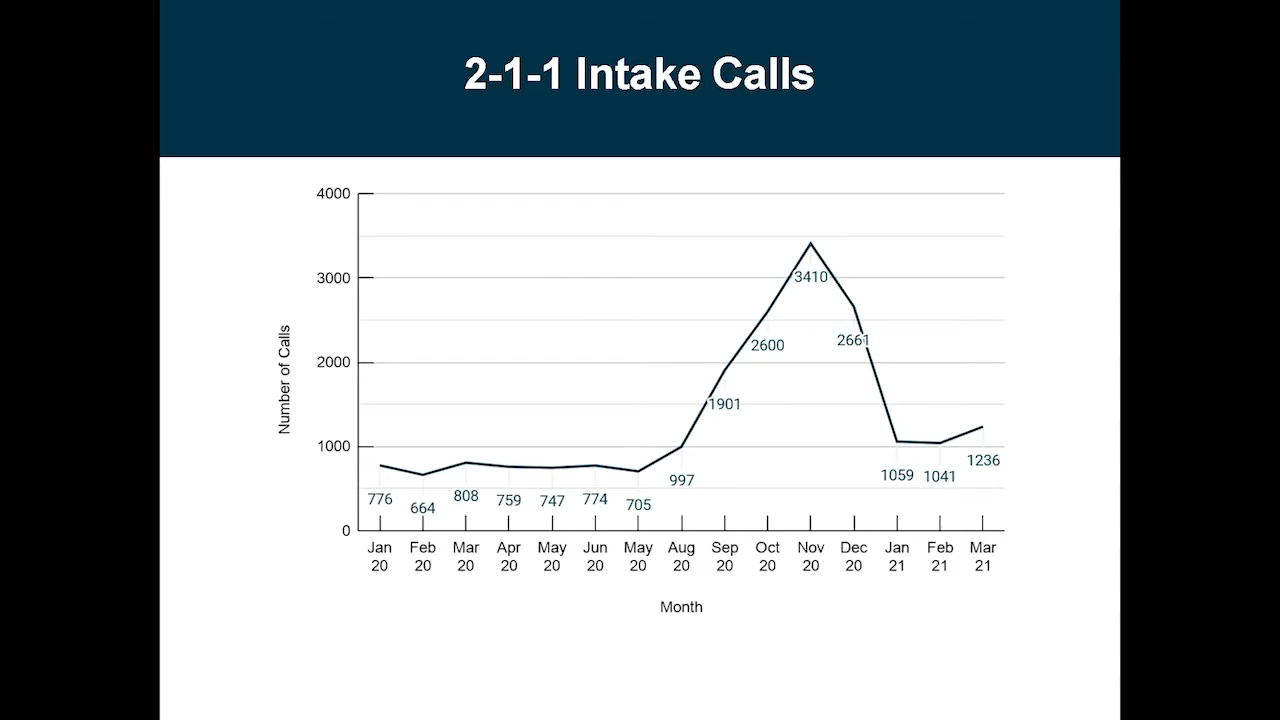 2-1-1 Intake Calls
4000
3000
2000
1000
0
Number of Calls
776
664
808
759
747
774
705
997
1901
2600
3410
2661
1059
1041
1236
Jan 20
Feb 20
Mar 20
Apr 20
May 20
Jun 20
May 20
Aug 20
Sep 20
Oct 20
Nov 20
Dec 20
Jan 21
Feb 21
Mar 21
Month